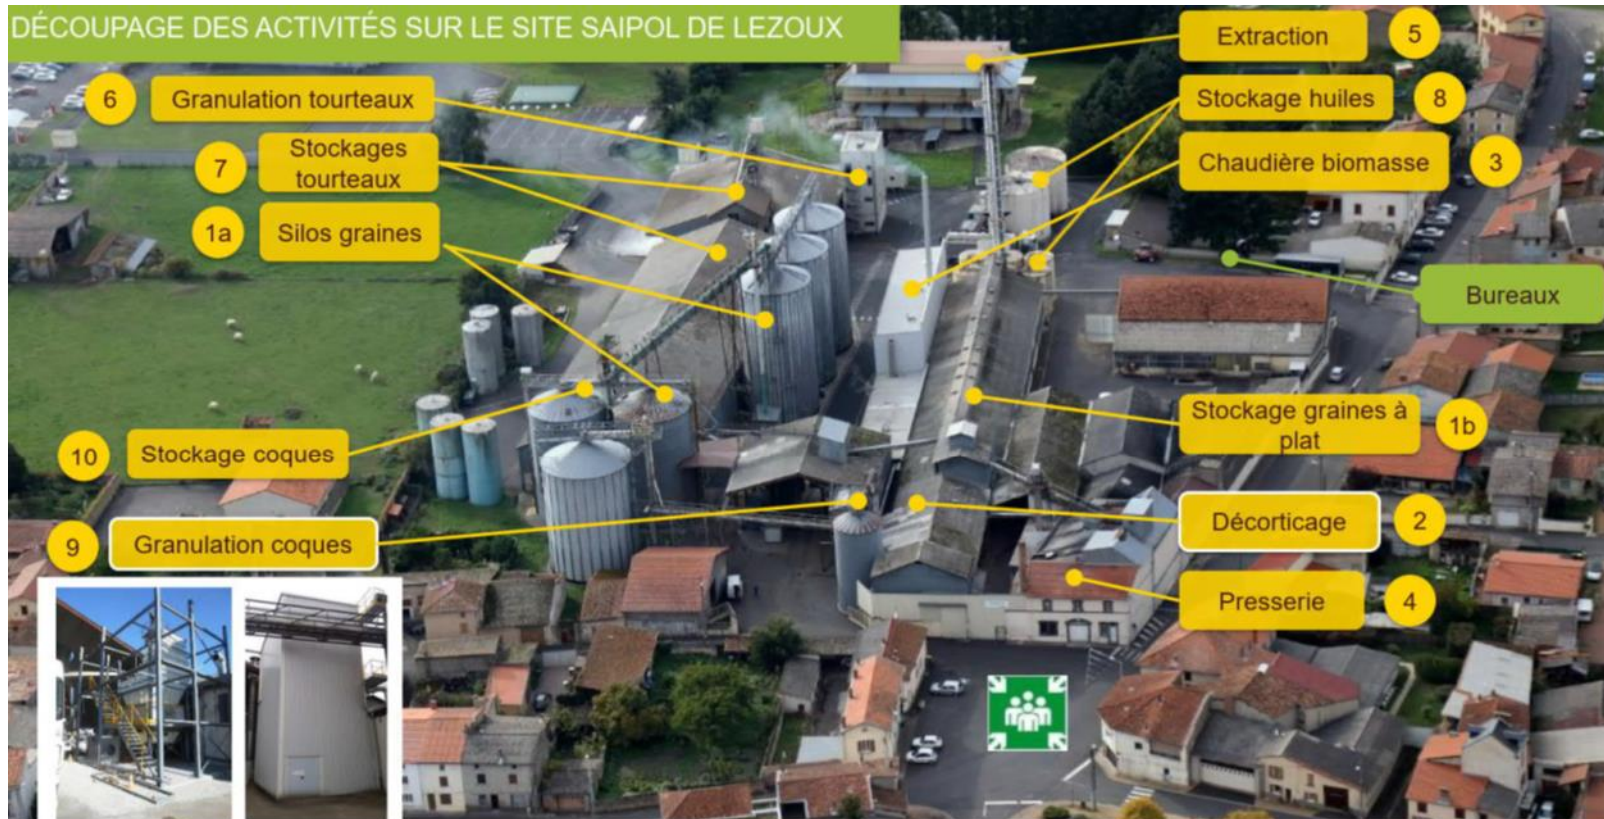 DÉCOUPAGE DES ACTIVITÉS SUR LE SITE SAIPOL DE LEZOUX
6
Granulation tourteaux
7
Stockages
tourteaux
1a
Silos graines
10
Stockage coques
9
Granulation coques
Extraction
5
Stockage huiles
8
Chaudière biomasse
3
Bureaux
Stockage graines à
plat
1b
Décorticage
2
Presserie
4